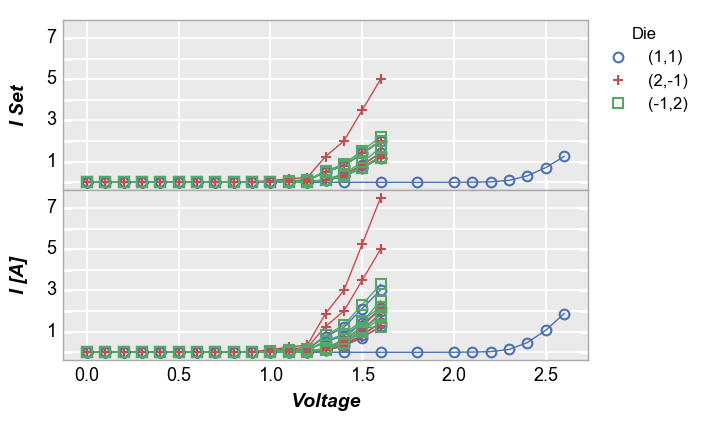 Die
(1,1)
(2,-1)
(-1,2)
I Set
7
5
3
1
I [A]
7
5
3
1
0.0 0.5 1.0 1.5 2.0 2.5
Voltage